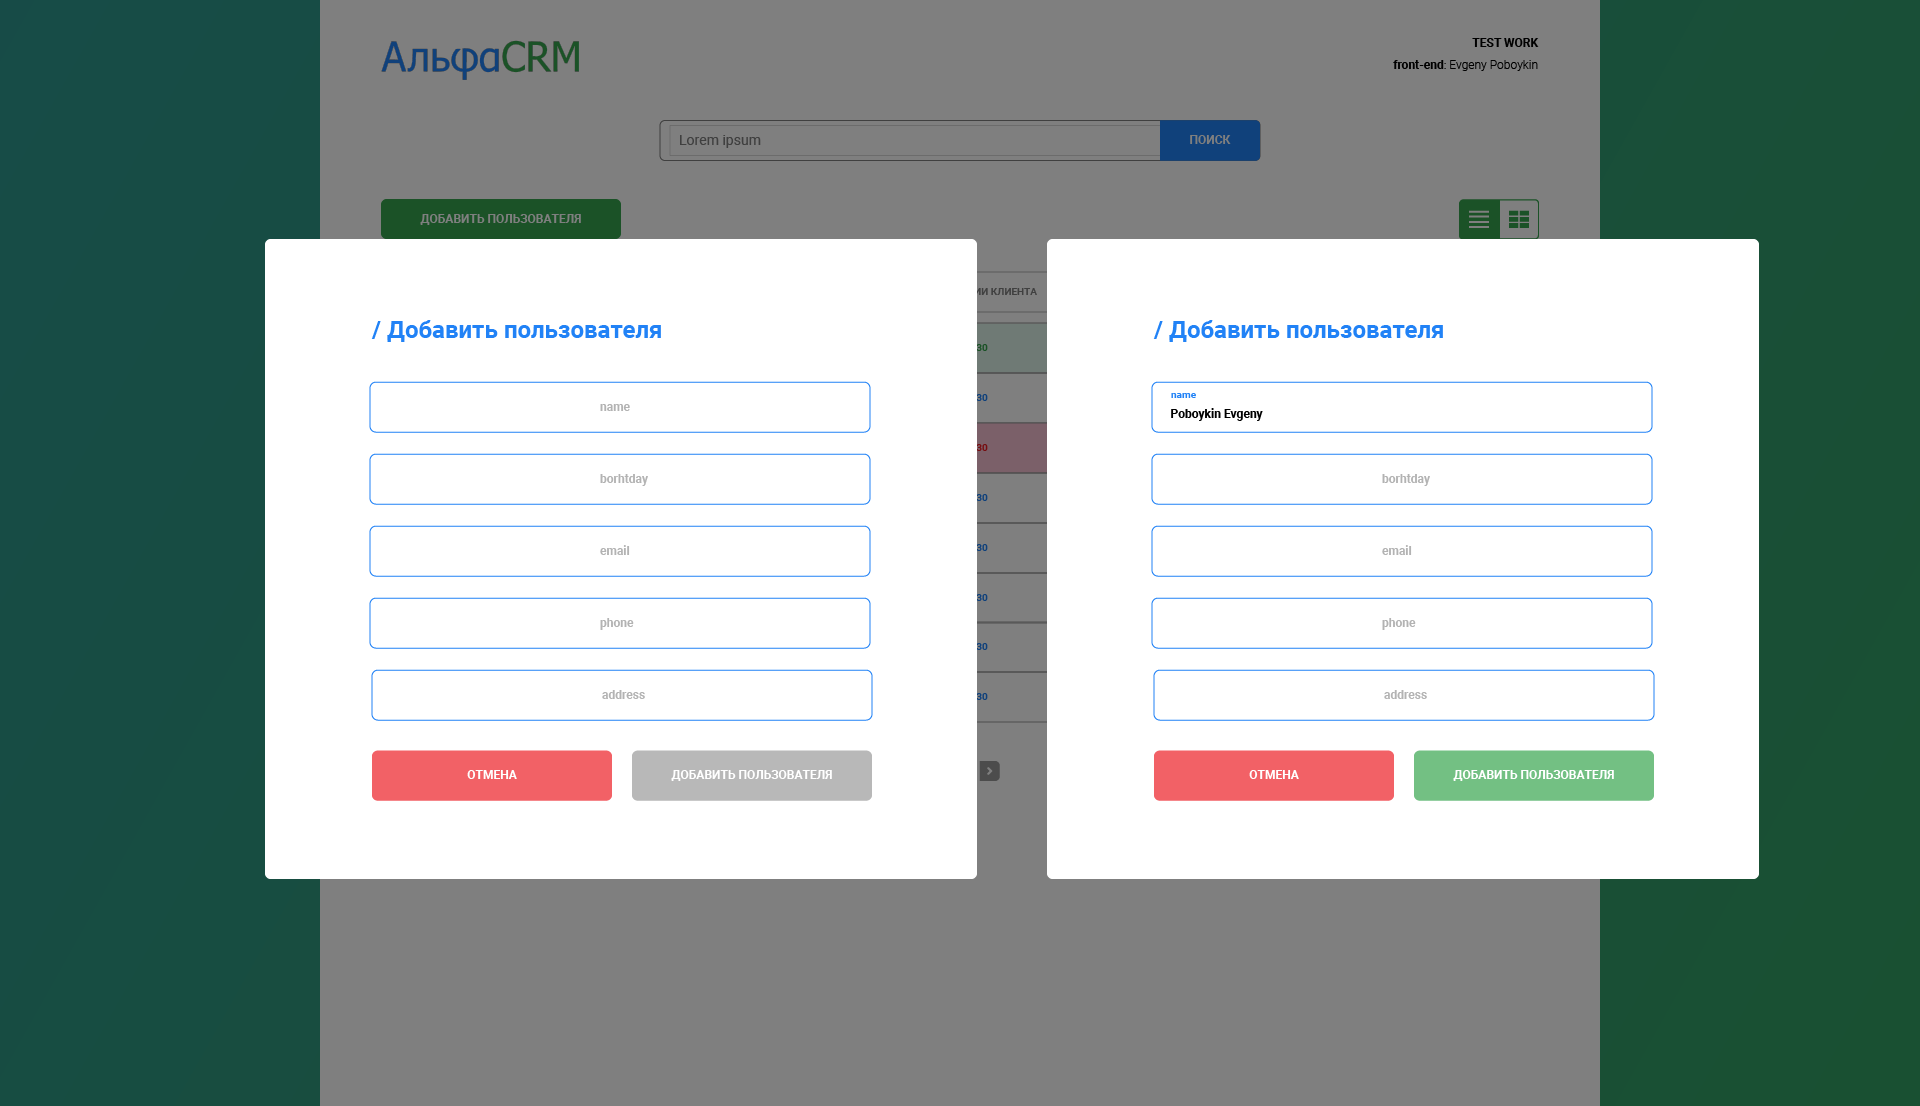 АльфаCRM
TEST WORK
front-end: Evgeny Poboykin
Lorem ipsum
ПОИСК
ДОБАВИТЬ ПОЛЬЗОВАТЕЛЯ
КЛИЕНТА
30
30
30
30
30
30
30
30
/ Добавить пользователя
name
borhtday
email
phone
address
ОТМЕНА
ДОБАВИТЬ ПОЛЬЗОВАТЕЛЯ
/ Добавить пользователя
name
Poboykin Evgeny
borhtday
email
phone
address
ОТМЕНА
ДОБАВИТЬ ПОЛЬЗОВАТЕЛЯ